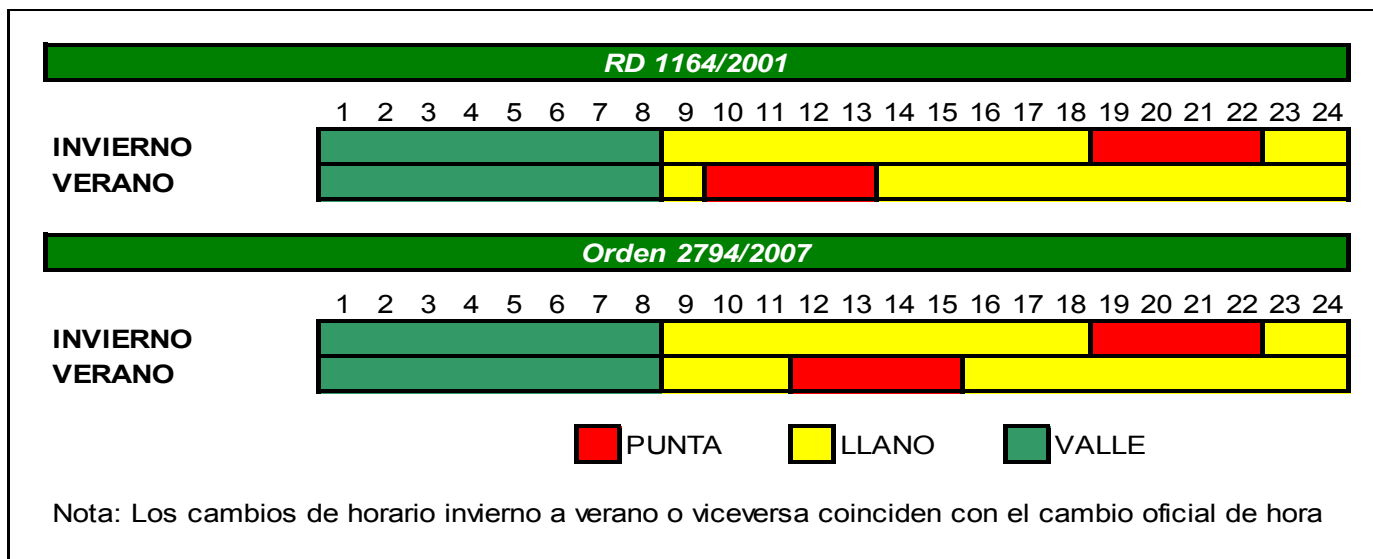 RD 1164/2001
1 2 3 4 5 6 7 8 9 10 11 12 13 14 15 16 17 18 19 20 21 22 23 24
INVIERNO
VERANO
Orden 2794/2007
1 2 3 4 5 6 7 8 9 10 11 12 13 14 15 16 17 18 19 20 21 22 23 24
INVIERNO
VERANO
PUNTA LLANO VALLE
Nota: Los cambios de horario invierno a verano o viceversa coinciden con el cambio oficial de hora